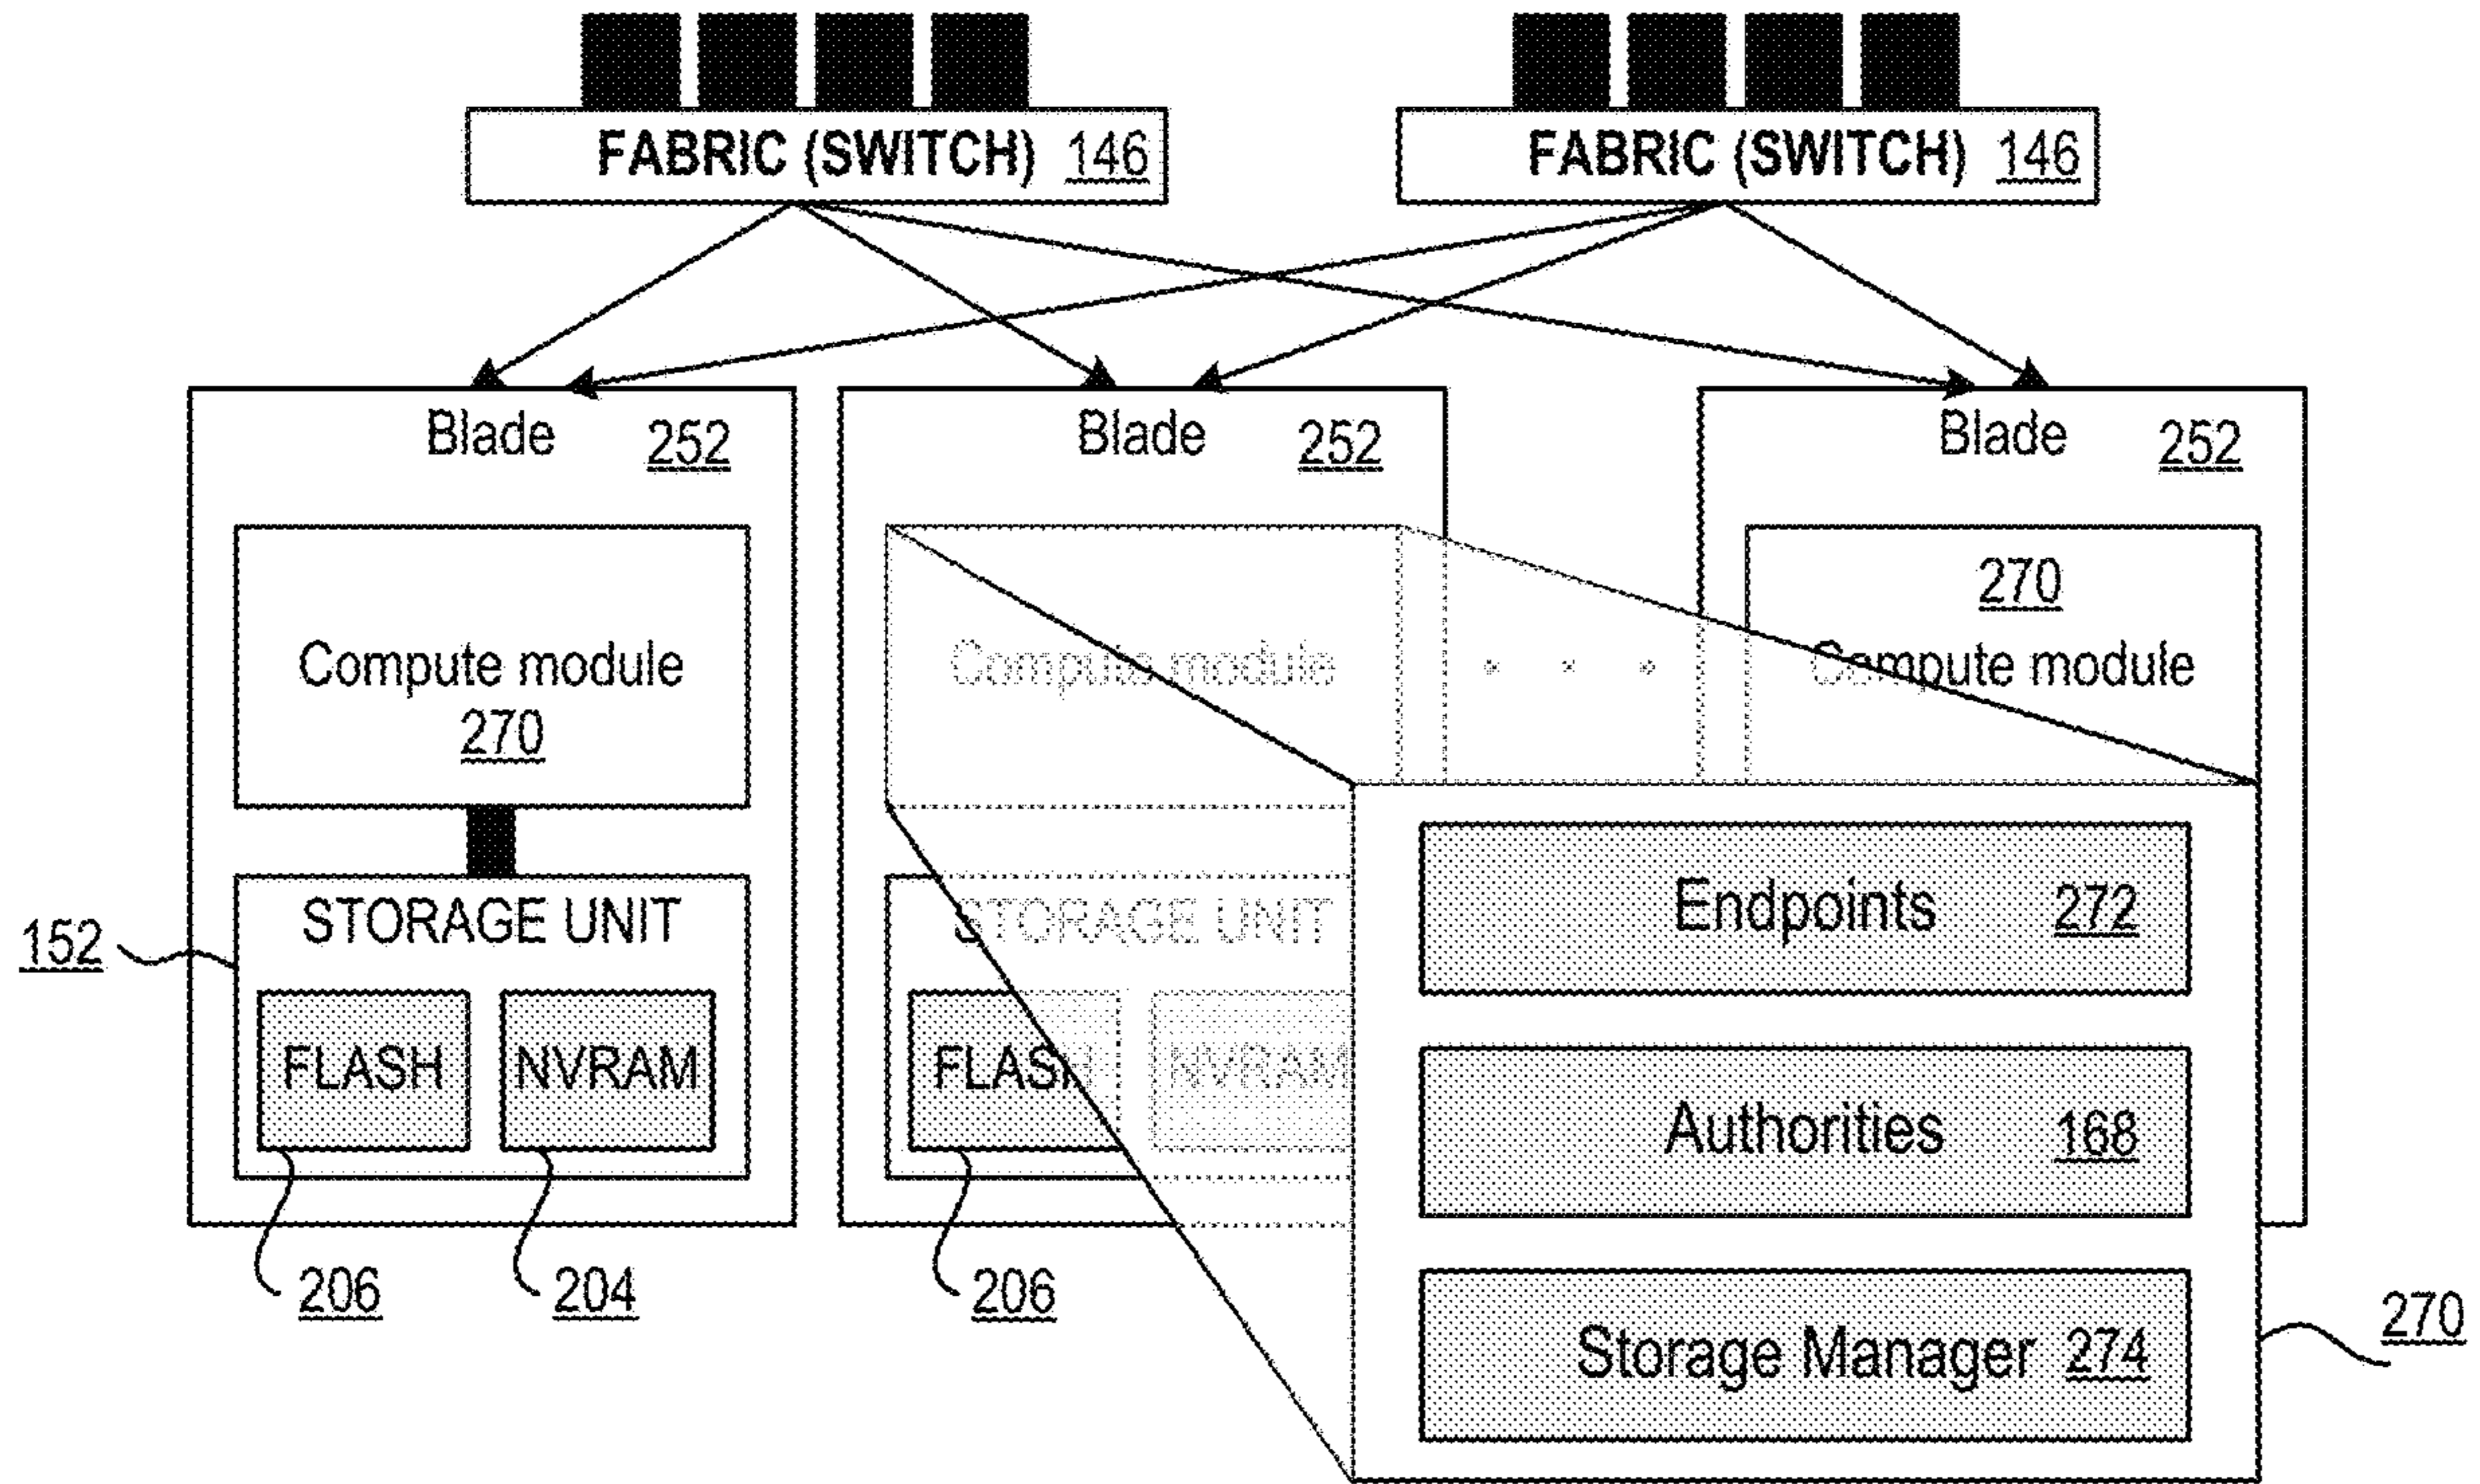 FABRIC (SWITCH) 146
FABRIC (SWITCH) 146
Blade 252
Blade 252
Blade 252
Compute module
270
Compute module
270
Compute module
STORAGE UNIT
152
FLASH
NVRAM
206
204
STORAGE UNIT
FLASH
NVRAM
206
Endpoints 272
Authorities 168
Storage Manager 274
270